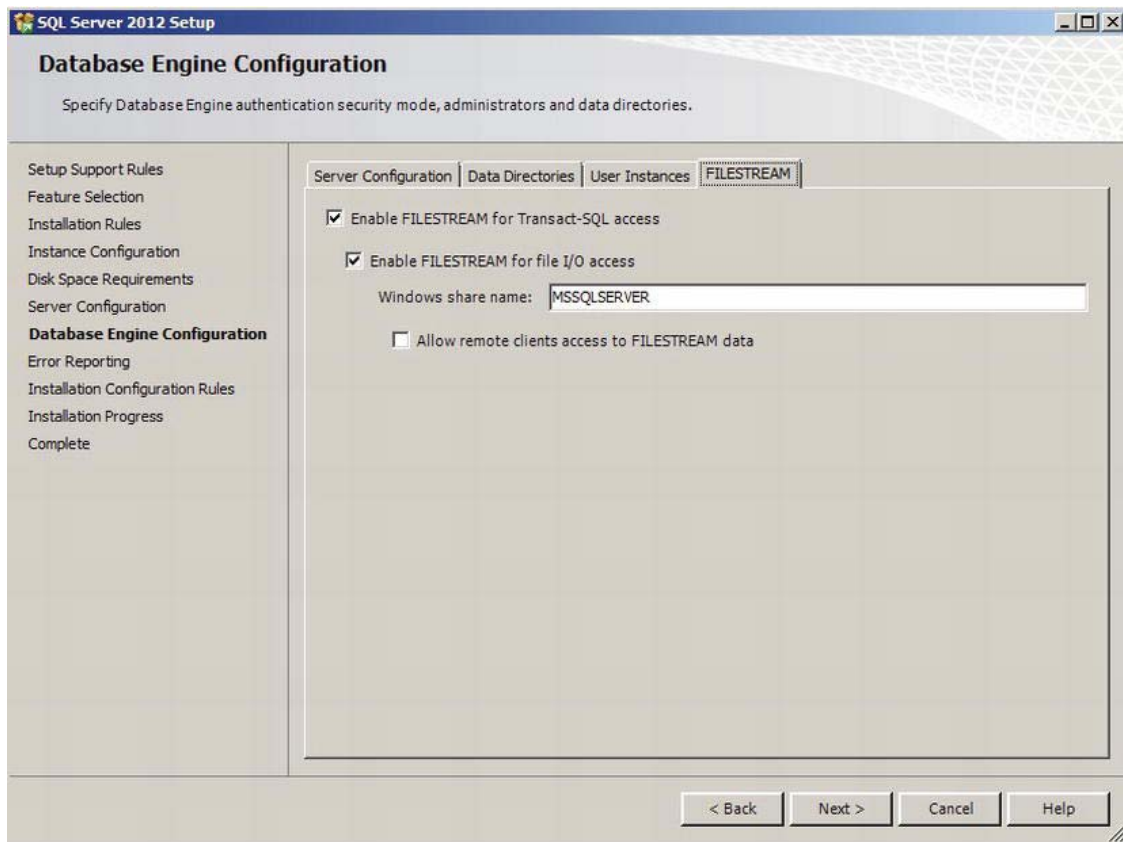 SQL Server 2012 Setup
Database Engine Configuration
Specify Database Engine authentication security mode, administrators and data directories.
Setup Support Rules
Feature Selection
Installation Rules
Instance Configuration
Disk Space Requirements
Server Configuration
Database Engine Configuration
Error Reporting
Installation Configuration Rules
Installation Progress
Complete
Server Configuration Data Directories User Instances FILESTREAM
Enable FILESTREAM for Transact-SQL access
Enable FILESTREAM for file I/O access
Windows share name: MSSQLSERVER
Allow remote clients access to FILESTREAM data
< Back Next > Cancel Help